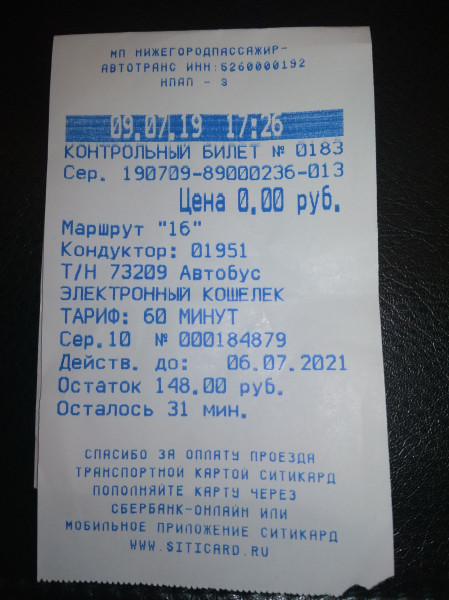 МП НИЖЕГОРОДПАССАЖИР-
АВТОТРАНС ИНН:5260000192
НПАП - 3
09.07.19 17:26
КОНТРОЛЬНЫЙ БИЛЕТ № 0183
Сер. 190709-89000236-013
Цена 0.00 руб.
Маршрут "16"
Кондуктор: 01951
Т/Н 73209 Автобус
ЭЛЕКТРОННЫЙ КОШЕЛЕК
ТАРИФ: 60 МИНУТ
Сер.10 № 000184879
Действ. до: 06.07.2021
Остаток 148.00 руб.
Осталось 31 мин.
СПАСИБО ЗА ОПЛАТУ ПРОЕЗДА
ТРАНСПОРТНОЙ КАРТОЙ СИТИКАРД
ПОПОЛНЯЙТЕ КАРТУ ЧЕРЕЗ
СБЕРБАНК-ОНЛАЙН ИЛИ
МОБИЛЬНОЕ ПРИЛОЖЕНИЕ СИТИКАРД
WWW.SITICARD.RU